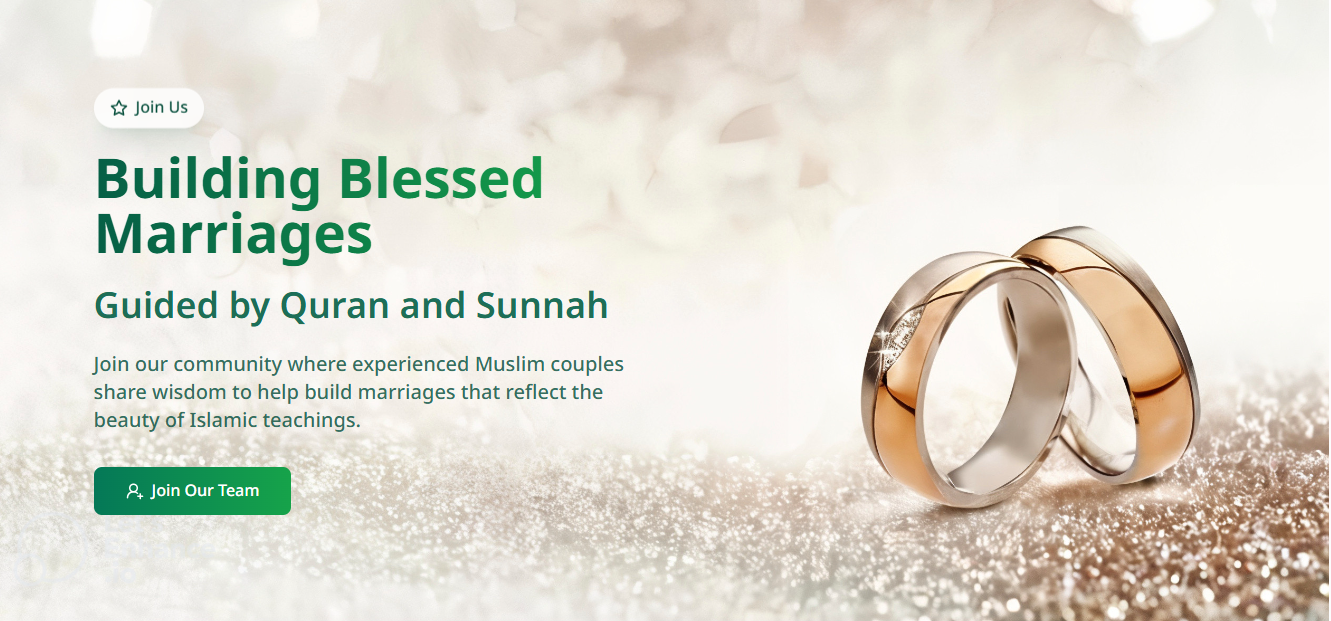 Join Us
Building Blessed
Marriages
Guided by Quran and Sunnah
Join our community where experienced Muslim couples
share wisdom to help build marriages that reflect the
beauty of Islamic teachings.
Join Our Team